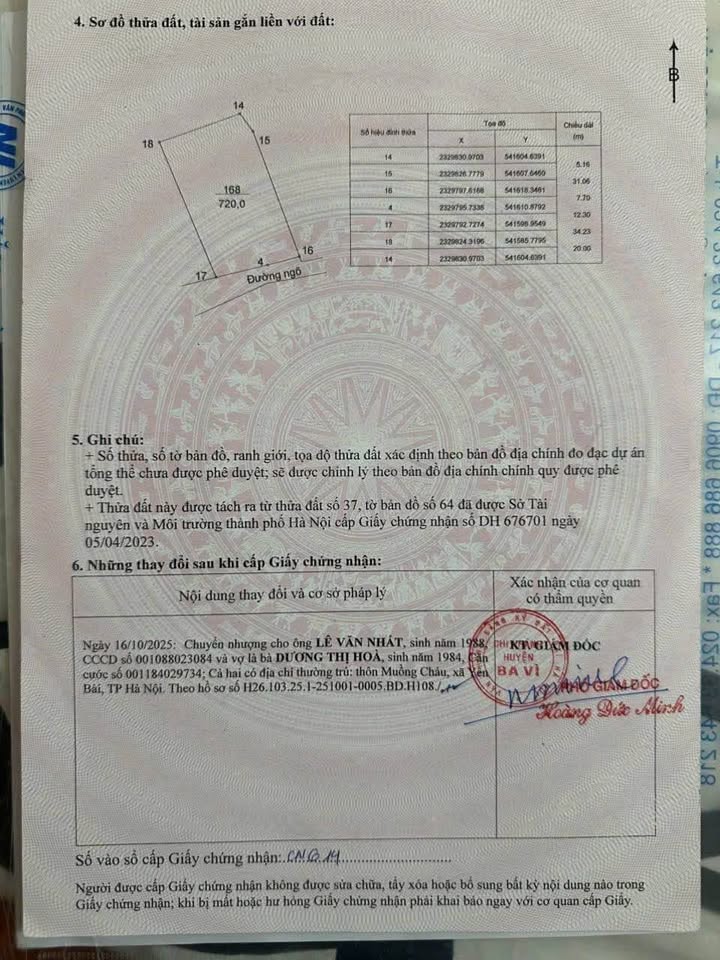 4. Sơ đồ thửa đất, tài sản gắn liền với đất:
B
14
18
15
168
720,0
16
4
17
Đường ngõ
Số hiệu đỉnh thửa Tọa độ Chiều dài (m)
X Y
14 2329830.9703 541604.6391
5.16
15 541607.6460
31.06
16 2329797.6168
7.70
4 541610.8792
12.30
17 2329792.7274
34.23
18 541585.7795
20.00
14 2329830.9703 541604.6391
5. Ghi chú:
+ Số thửa, số tờ bản đồ, ranh giới, tọa độ thửa đất xác định theo bản đồ địa chính đo đạc dự án
tổng thể chưa được phê duyệt; sẽ được chỉnh lý theo bản đồ địa chính chính quy được phê
duyệt.
+ Thửa đất này được tách ra từ thửa đất số 37, tờ bản đồ số 64 đã được Sở Tài
nguyên và Môi trường thành phố Hà Nội cấp Giấy chứng nhận số DH 676701 ngày
05/04/2023.
6. Những thay đổi sau khi cấp Giấy chứng nhận:
Nội dung thay đổi và cơ sở pháp lý
Xác nhận của cơ quan
có thẩm quyền
Ngày 16/10/2025: Chuyển nhượng cho ông LÊ VĂN NHẤT, sinh năm 1988,
CCCD số 001088023084 và vợ là bà DƯƠNG THỊ HOÀ, sinh năm 1984, Căn
cước số 001184029734; Cả hai có địa chỉ thường trú: thôn Muồng Cháu, xã Yên
Bài, TP Hà Nội. Theo hồ sơ số H26.103.25.1-251001-0005.BD.H108./.
KT. GIÁM ĐỐC
HUYỆN
BA VÌ
PHÓ GIÁM ĐỐC
Hoàng Đức Minh
Số vào sổ cấp Giấy chứng nhận:
Người được cấp Giấy chứng nhận không được sửa chữa, tẩy xóa hoặc bổ sung bất kỳ nội dung nào trong
Giấy chứng nhận; khi bị mất hoặc hư hỏng Giấy chứng nhận phải khai báo ngay với cơ quan cấp Giấy.